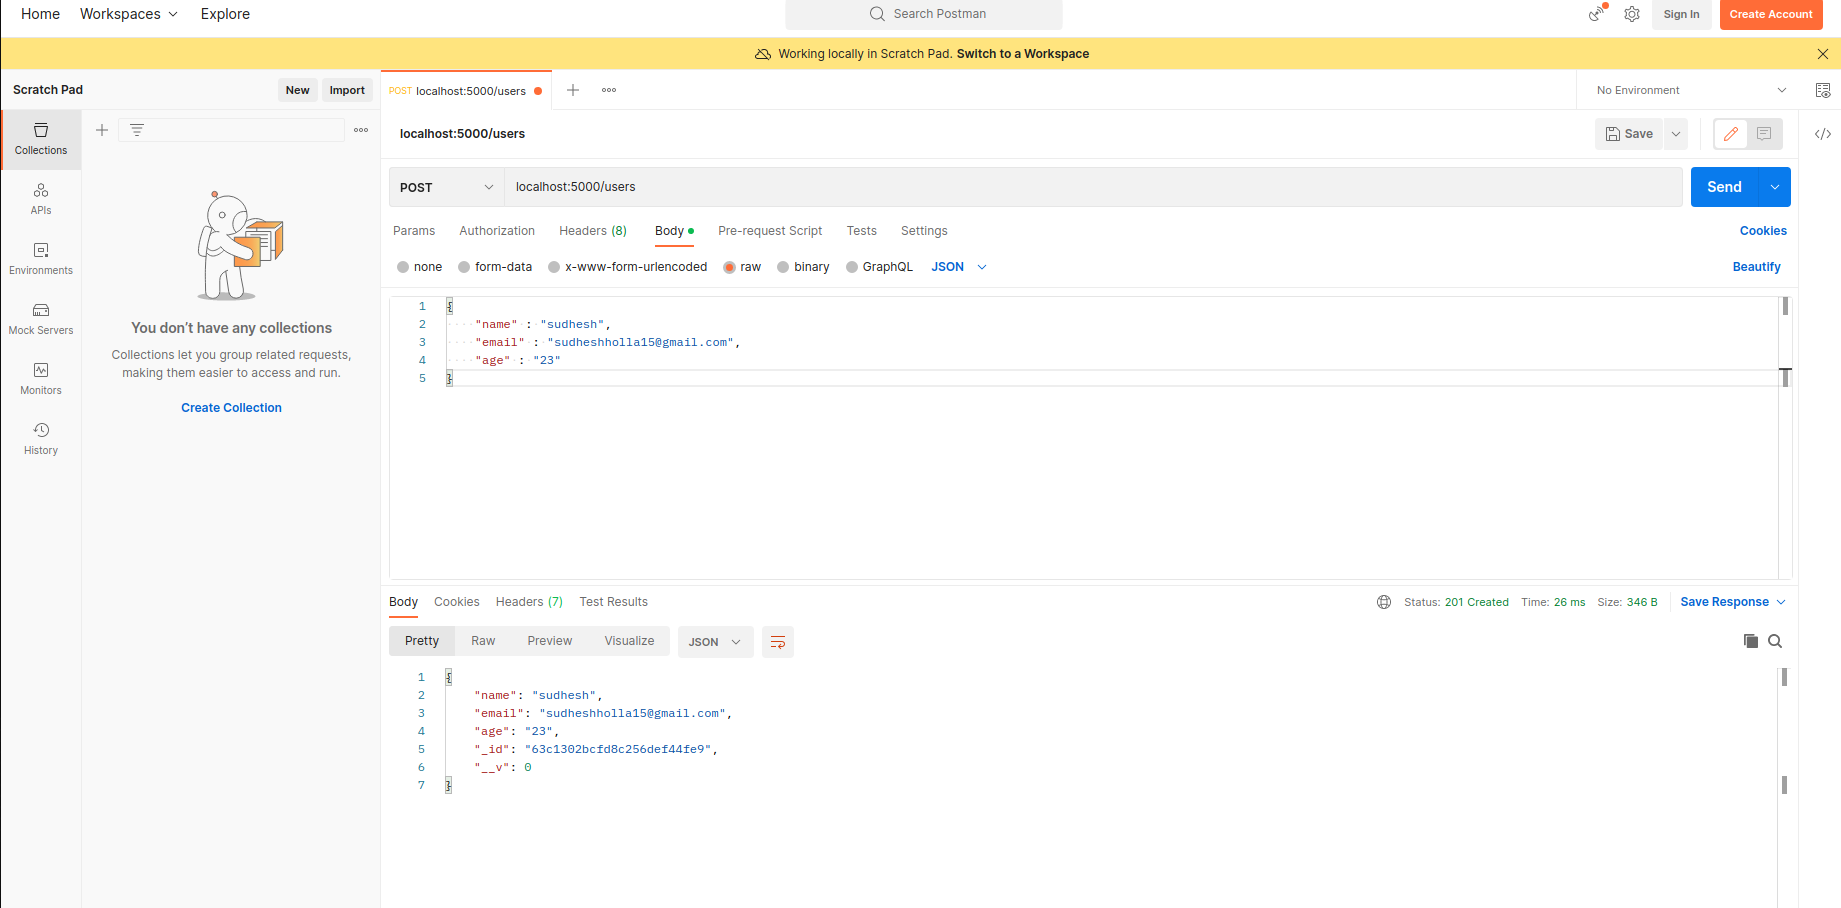 Home Workspaces Explore Search Postman Sign In Create Account
Working locally in Scratch Pad. Switch to a Workspace
Scratch Pad New Import POST localhost:5000/users No Environment
localhost:5000/users Save
Collections
APIs
Environments
Mock Servers
Monitors
History
You don't have any collections
Collections let you group related requests,
making them easier to access and run.
Create Collection
POST localhost:5000/users Send
Params Authorization Headers (8) Body Pre-request Script Tests Settings Cookies
none form-data x-www-form-urlencoded raw binary GraphQL JSON Beautify
1 {
2 "name" : "sudhesh",
3 "email" : "sudheshholla15@gmail.com",
4 "age" : "23"
5 }
Body Cookies Headers (7) Test Results Status: 201 Created Time: 26 ms Size: 346 B Save Response
Pretty Raw Preview Visualize JSON
1 {
2 "name": "sudhesh",
3 "email": "sudheshholla15@gmail.com",
4 "age": "23",
5 "_id": "63c1302bcfd8c256def44fe9",
6 "__v": 0
7 }